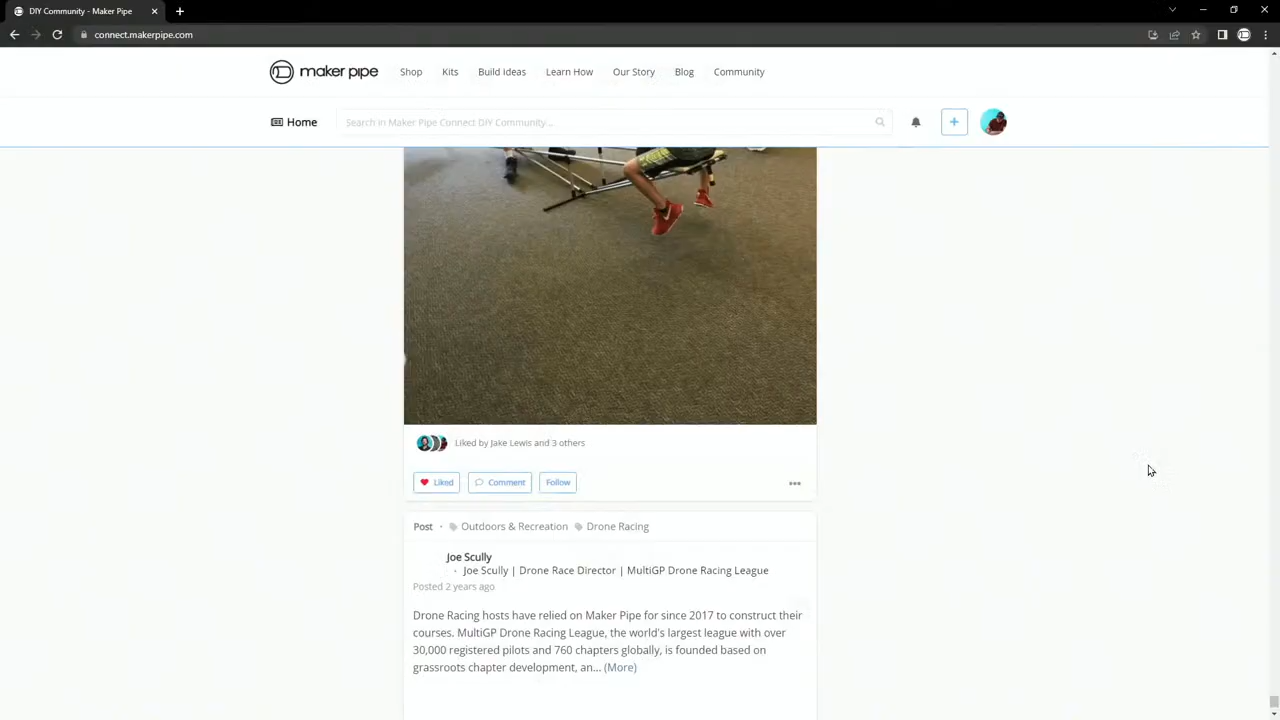 DIY Community - Maker Pipe
connect.makerpipe.com
maker pipe
Shop Kits Build Ideas Learn How Our Story Blog Community
Home
Search in Maker Pipe Connect DIY Community ...
Liked by Jake Lewis and 3 others
Liked Comment Follow
Post · Outdoors & Recreation Drone Racing
Joe Scully
· Joe Scully | Drone Race Director | MultiGP Drone Racing League
Posted 2 years ago
Drone Racing hosts have relied on Maker Pipe for since 2017 to construct their
courses. MultiGP Drone Racing League, the world's largest league with over
30,000 registered pilots and 760 chapters globally, is founded based on
grassroots chapter development, an... (More)